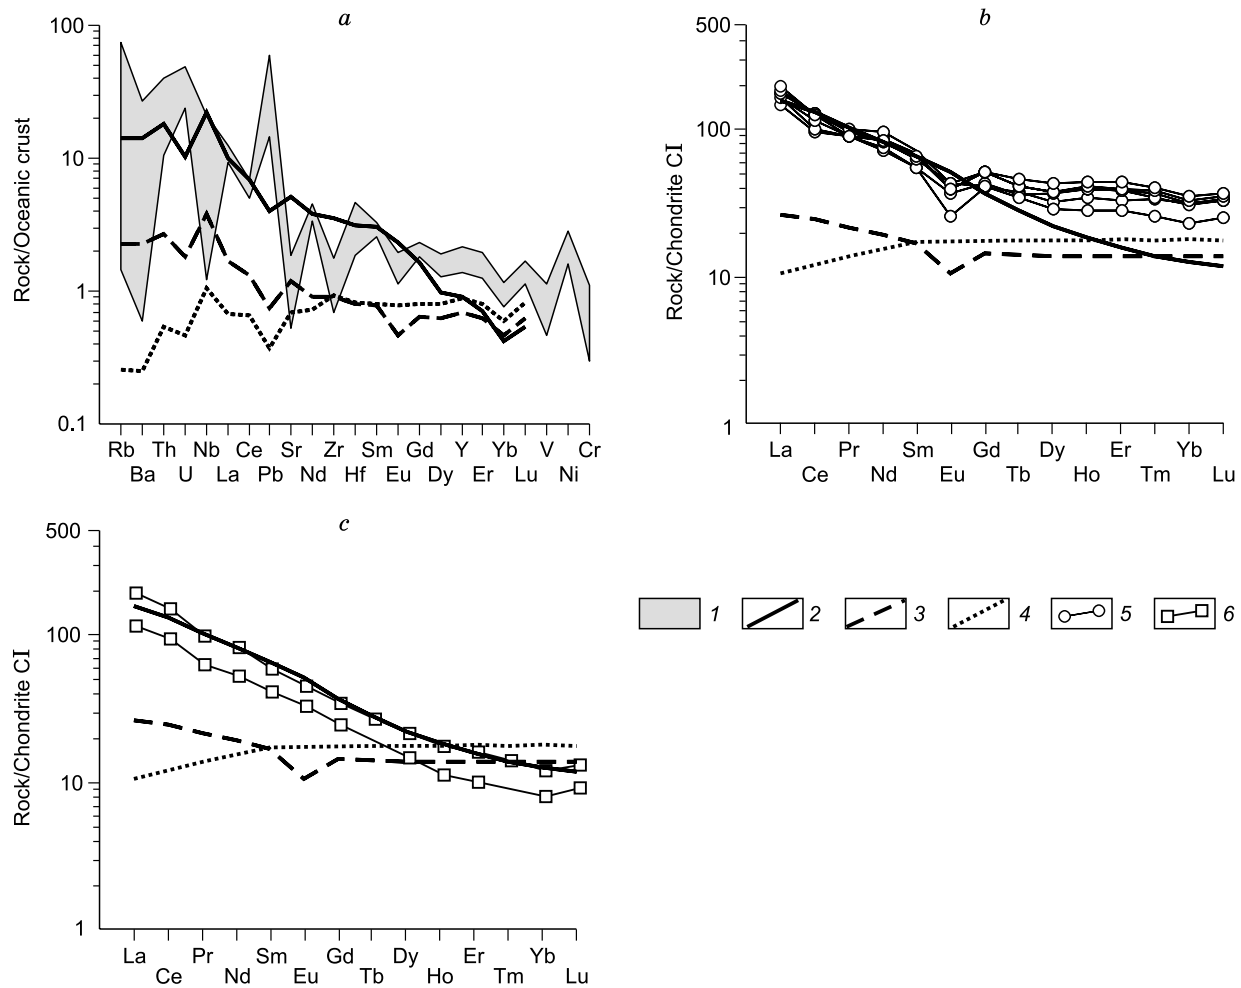 a
Rock/Oceanic crust
100
10
1
0.1
Rb Th Nb Ce Sr Zr Sm Gd Y Yb V Cr
Ba U La Pb Nd Hf Eu Dy Er Lu Ni
b
Rock/Chondrite CI
500
100
10
1
La Pr Sm Gd Dy Er Yb
Ce Nd Eu Tb Ho Tm Lu
c
Rock/Chondrite CI
500
100
10
1
La Pr Sm Gd Dy Er Yb
Ce Nd Eu Tb Ho Tm Lu
1 2 3 4 5 6